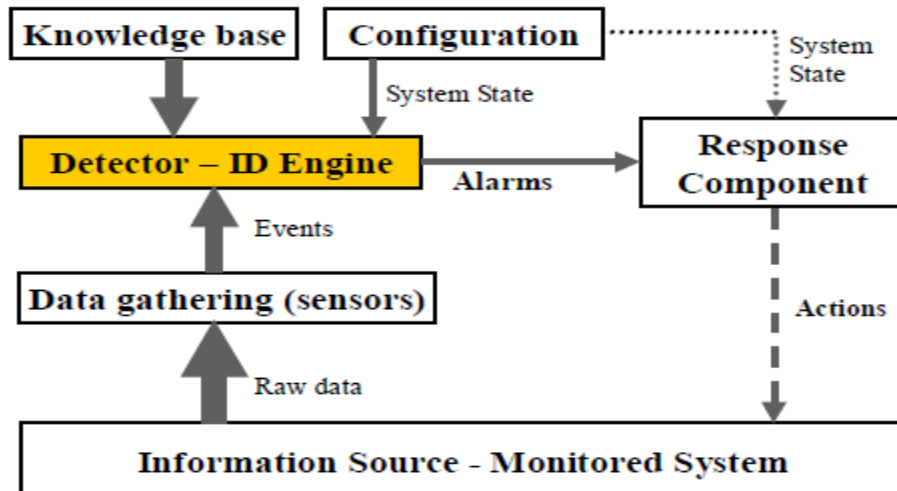 Knowledge base
Configuration
System
State
System State
Detector – ID Engine
Alarms
Response
Component
Events
Data gathering (sensors)
Actions
Raw data
Information Source - Monitored System